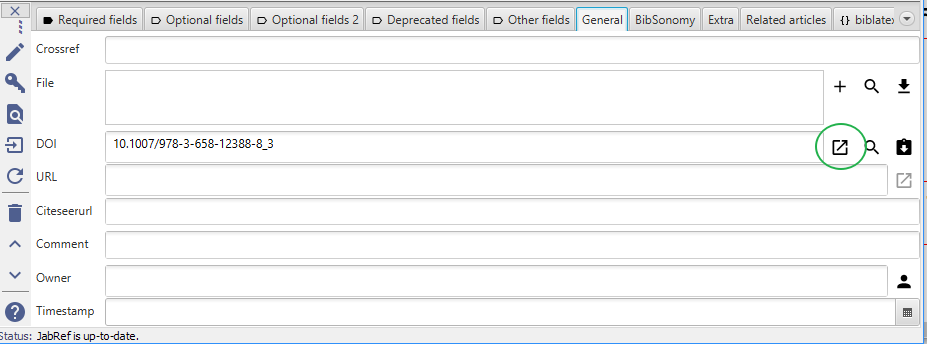 Required fields Optional fields Optional fields 2 Deprecated fields Other fields General BibSonomy Extra Related articles {} biblatex
Crossref
File
DOI 10.1007/978-3-658-12388-8_3
URL
Citeseerurl
Comment
Owner
Timestamp
Status: JabRef is up-to-date.